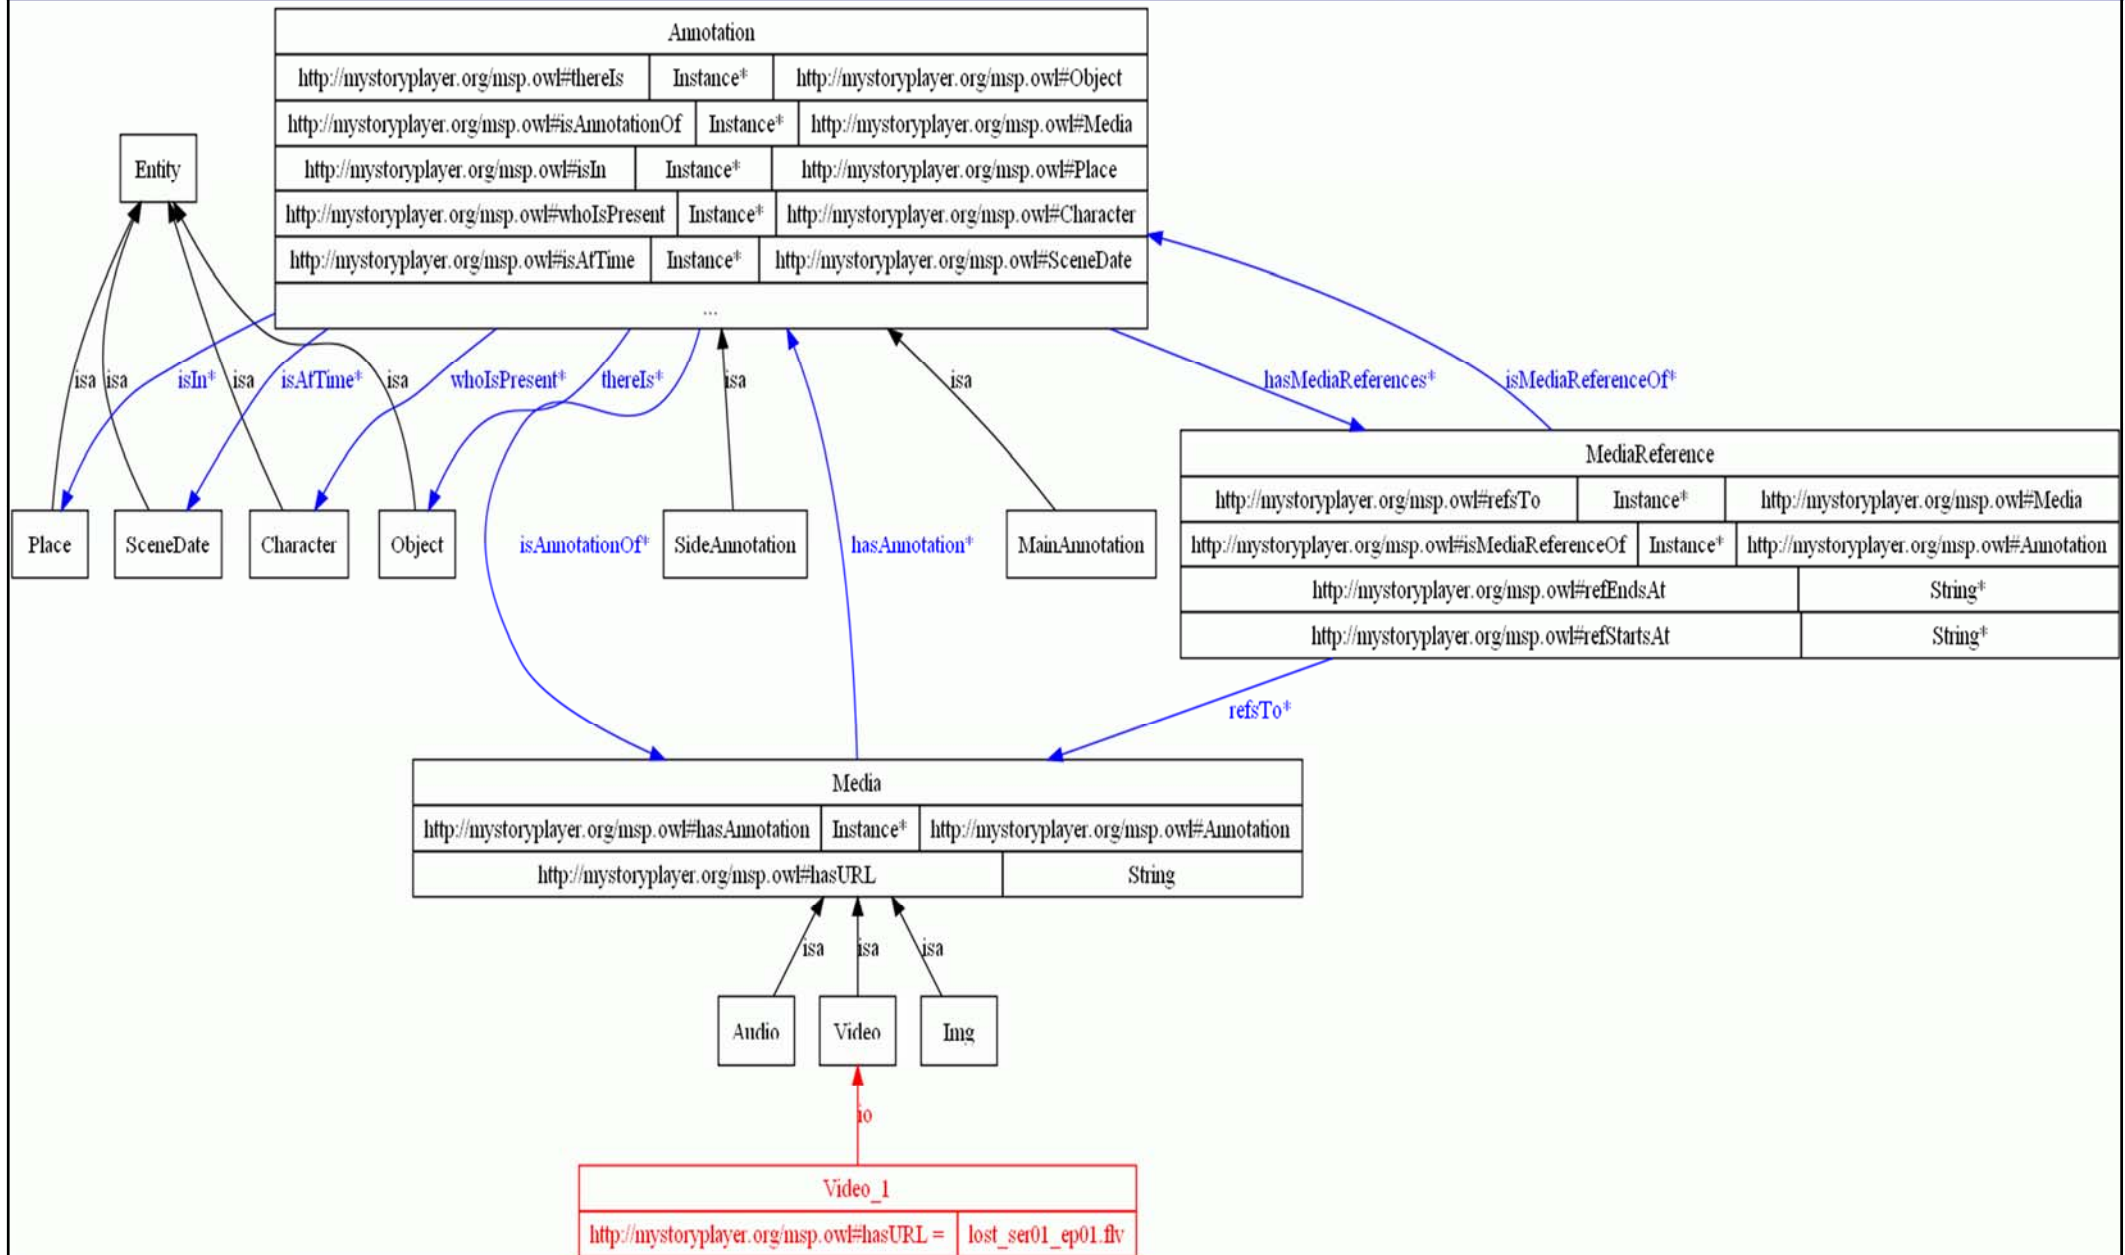 Annotation
http://mystoryplayer.org/msp.owl#thereIs Instance* http://mystoryplayer.org/msp.owl#Object
http://mystoryplayer.org/msp.owl#isAnnotationOf Instance* http://mystoryplayer.org/msp.owl#Media
http://mystoryplayer.org/msp.owl#isIn Instance* http://mystoryplayer.org/msp.owl#Place
http://mystoryplayer.org/msp.owl#whoIsPresent Instance* http://mystoryplayer.org/msp.owl#Character
http://mystoryplayer.org/msp.owl#isAtTime Instance* http://mystoryplayer.org/msp.owl#SceneDate
...
Entity
isa isa isIn* isa isAtTime* isa whoIsPresent* thereIs* isa isa hasMediaReferences* isMediaReferenceOf*
MediaReference
http://mystoryplayer.org/msp.owl#refsTo Instance* http://mystoryplayer.org/msp.owl#Media
http://mystoryplayer.org/msp.owl#isMediaReferenceOf Instance* http://mystoryplayer.org/msp.owl#Annotation
http://mystoryplayer.org/msp.owl#refEndsAt String*
http://mystoryplayer.org/msp.owl#refStartsAt String*
Place SceneDate Character Object isAnnotationOf* SideAnnotation hasAnnotation* MainAnnotation
refsTo*
Media
http://mystoryplayer.org/msp.owl#hasAnnotation Instance* http://mystoryplayer.org/msp.owl#Annotation
http://mystoryplayer.org/msp.owl#hasURL String
isa isa isa
Audio Video Img
io
Video_1
http://mystoryplayer.org/msp.owl#hasURL = lost_ser01_ep01.flv